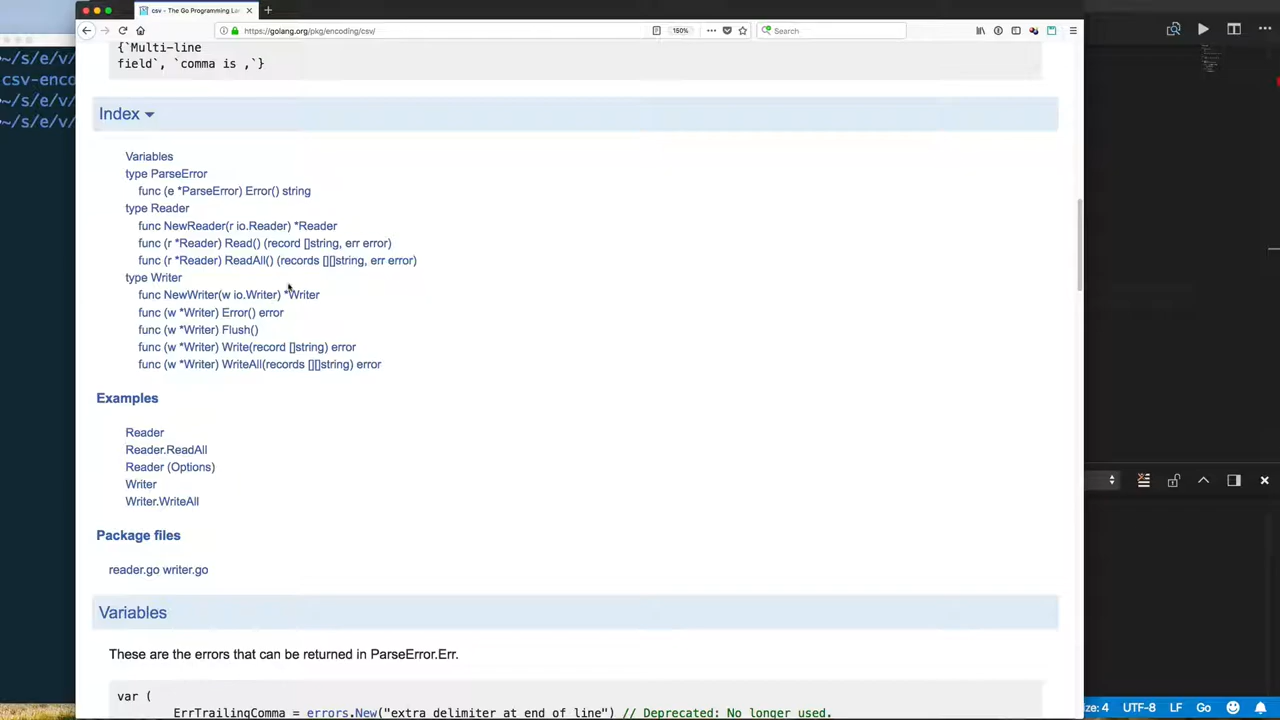 csv - The Go Programming La
https://golang.org/pkg/encoding/csv/
150%
Search
~/s/e/v/
csv-enco
~/s/e/v/
~/s/e/v/
{`Multi-line
field`, `comma is ,`}
Index
Variables
type ParseError
func (e *ParseError) Error() string
type Reader
func NewReader(r io.Reader) *Reader
func (r *Reader) Read() (record []string, err error)
func (r *Reader) ReadAll() (records [][]string, err error)
type Writer
func NewWriter(w io.Writer) *Writer
func (w *Writer) Error() error
func (w *Writer) Flush()
func (w *Writer) Write(record []string) error
func (w *Writer) WriteAll(records [][]string) error
Examples
Reader
Reader.ReadAll
Reader (Options)
Writer
Writer.WriteAll
Package files
reader.go writer.go
Variables
These are the errors that can be returned in ParseError.Err.
var (
ErrTrailingComma = errors.New("extra delimiter at end of line") // Deprecated: No longer used.
ze: 4 UTF-8 LF Go